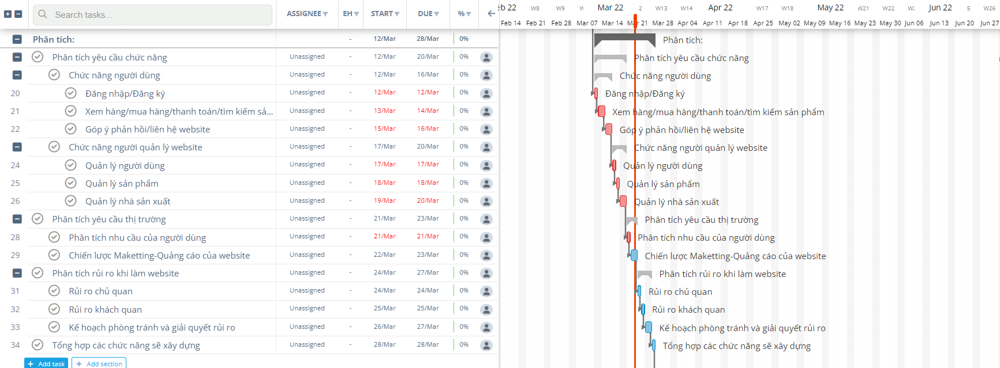 Search tasks...
ASSIGNEE EH START DUE %
Feb 22 W8 W9 W Mar 22 2 W13 W14 Apr 22 W17 W18 May 22 W21 W22 W2 Jun 22 5 W26
Feb 14 Feb 21 Feb 28 Mar 07 Mar 14 Mar 21 Mar 28 Apr 04 Apr 11 Apr 18 Apr 25 May 02 May 09 May 16 May 23 May 30 Jun 06 Jun 13 Jun 20 Jun 27
Phân tích: - 12/Mar 28/Mar 0% Phân tích:
Phân tích yêu cầu chức năng Unassigned - 12/Mar 20/Mar 0% Phân tích yêu cầu chức năng
Chức năng người dùng Unassigned - 12/Mar 16/Mar 0% Chức năng người dùng
20 Đăng nhập/Đăng ký Unassigned - 12/Mar 12/Mar 0% Đăng nhập/Đăng ký
21 Xem hàng/mua hàng/thanh toán/tìm kiếm sả... Unassigned - 13/Mar 14/Mar 0% Xem hàng/mua hàng/thanh toán/tìm kiếm sản phẩm
22 Góp ý phản hồi/liên hệ website Unassigned - 15/Mar 16/Mar 0% Góp ý phản hồi/liên hệ website
Chức năng người quản lý website Unassigned - 17/Mar 20/Mar 0% Chức năng người quản lý website
24 Quản lý người dùng Unassigned - 17/Mar 17/Mar 0% Quản lý người dùng
25 Quản lý sản phẩm Unassigned - 18/Mar 18/Mar 0% Quản lý sản phẩm
26 Quản lý nhà sản xuất Unassigned - 19/Mar 20/Mar 0% Quản lý nhà sản xuất
Phân tích yêu cầu thị trường Unassigned - 21/Mar 23/Mar 0% Phân tích yêu cầu thị trường
28 Phân tích nhu cầu của người dùng Unassigned - 21/Mar 21/Mar 0% Phân tích nhu cầu của người dùng
29 Chiến lược Maketting-Quảng cáo của website Unassigned - 22/Mar 23/Mar 0% Chiến lược Maketting-Quảng cáo của website
Phân tích rủi ro khi làm website Unassigned - 24/Mar 27/Mar 0% Phân tích rủi ro khi làm website
31 Rủi ro chủ quan Unassigned - 24/Mar 24/Mar 0% Rủi ro chủ quan
32 Rủi ro khách quan Unassigned - 25/Mar 25/Mar 0% Rủi ro khách quan
33 Kế hoạch phòng tránh và giải quyết rủi ro Unassigned - 26/Mar 27/Mar 0% Kế hoạch phòng tránh và giải quyết rủi ro
34 Tổng hợp các chức năng sẽ xây dựng Unassigned - 28/Mar 28/Mar 0% Tổng hợp các chức năng sẽ xây dựng
+ Add task + Add section